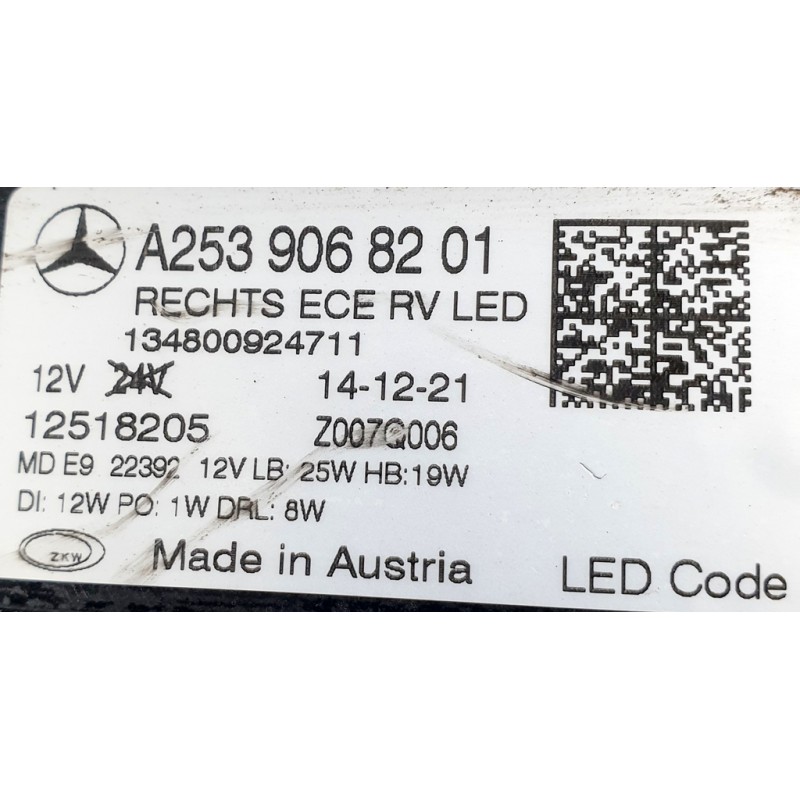 A253 906 82 01
RECHTS ECE RV LED
134800924711
12V 24V 14-12-21
12518205 Z007Q006
MD E9 22392 12V LB: 25W HB:19W
DI: 12W PO: 1W DRL: 8W
ZKW Made in Austria LED Code